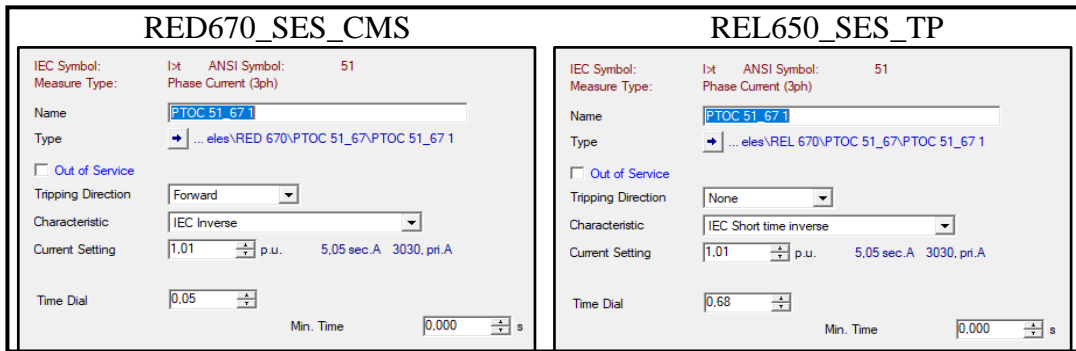 RED670_SES_CMS
IEC Symbol: I>t ANSI Symbol: 51
Measure Type: Phase Current (3ph)
Name PTOC 51_67 1
Type ... eles\RED 670\PTOC 51_67\PTOC 51_67 1
Out of Service
Tripping Direction Forward
Characteristic IEC Inverse
Current Setting 1,01 p.u. 5,05 sec.A 3030, pri.A
Time Dial 0,05
Min. Time 0,000 s
REL650_SES_TP
IEC Symbol: I>t ANSI Symbol: 51
Measure Type: Phase Current (3ph)
Name PTOC 51_67 1
Type ... eles\REL 670\PTOC 51_67\PTOC 51_67 1
Out of Service
Tripping Direction None
Characteristic IEC Short time inverse
Current Setting 1,01 p.u. 5,05 sec.A 3030, pri.A
Time Dial 0,68
Min. Time 0,000 s